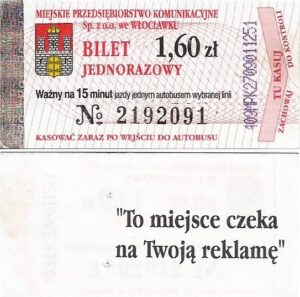 MIEJSKIE PRZEDSIĘBIORSTWO KOMUNIKACYJNE
Sp. z o.o. we WŁOCŁAWKU
BILET 1,60 zł
JEDNORAZOWY
Ważny na 15 minut jazdy jednym autobusem wybranej linii
№ 2192091
KASOWAĆ ZARAZ PO WEJŚCIU DO AUTOBUSU
TU KASUJ
ZACHOWAJ DO KONTROLI
"To miejsce czeka
na Twoją reklamę"